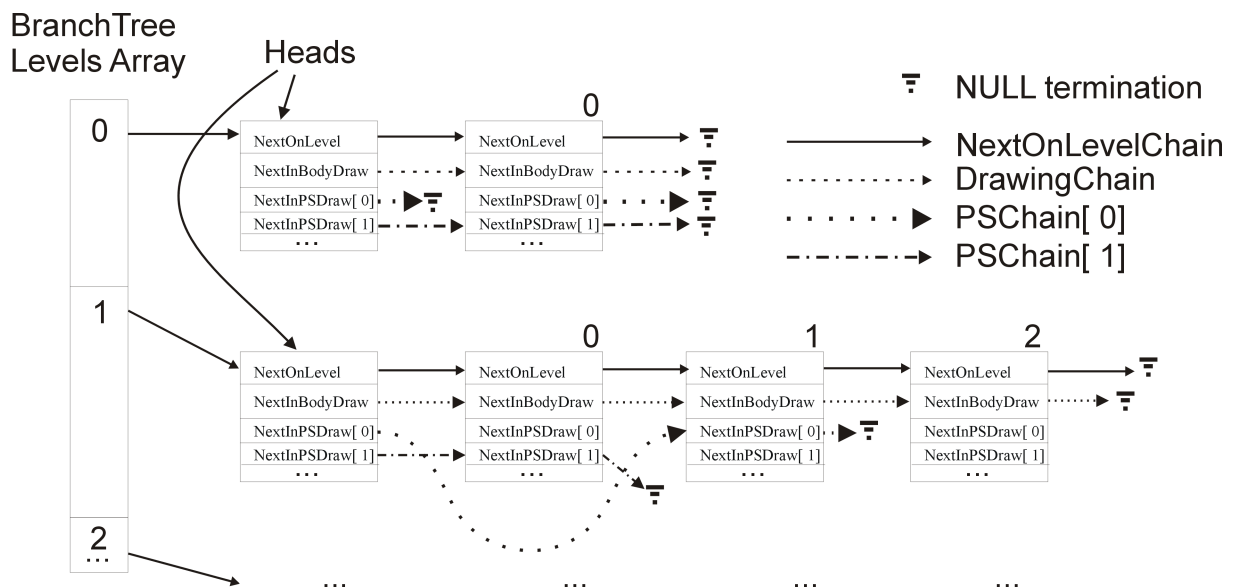 BranchTree
Levels Array
Heads
NULL termination
NextOnLevelChain
DrawingChain
PSChain[ 0]
PSChain[ 1]
0
0
NextOnLevel
NextOnLevel
NextInBodyDraw
NextInBodyDraw
NextInPSDraw[ 0]
NextInPSDraw[ 0]
NextInPSDraw[ 1]
NextInPSDraw[ 1]
...
...
1
0
1
2
NextOnLevel
NextOnLevel
NextOnLevel
NextOnLevel
NextInBodyDraw
NextInBodyDraw
NextInBodyDraw
NextInBodyDraw
NextInPSDraw[ 0]
NextInPSDraw[ 0]
NextInPSDraw[ 0]
NextInPSDraw[ 0]
NextInPSDraw[ 1]
NextInPSDraw[ 1]
NextInPSDraw[ 1]
NextInPSDraw[ 1]
...
...
...
...
2
...
...
...
...
...